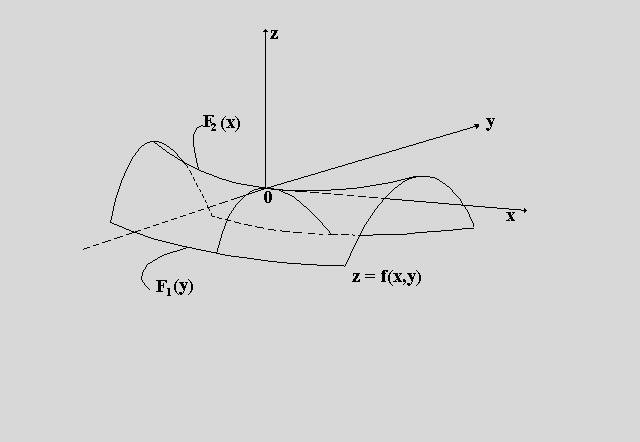 z
F₂ (x)
y
0
x
z = f(x,y)
F₁ (y)